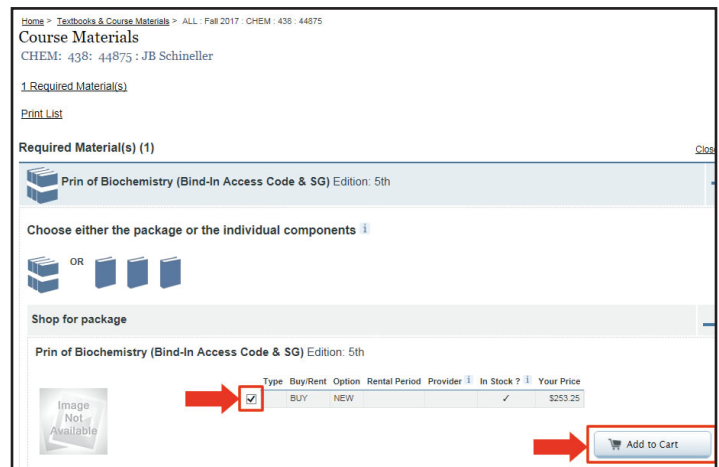 Home > Textbooks & Course Materials > ALL : Fall 2017 : CHEM : 438 : 44875
Course Materials
CHEM: 438: 44875 : JB Schineller
1 Required Material(s)
Print List
Required Material(s) (1)
Close
Prin of Biochemistry (Bind-In Access Code & SG) Edition: 5th
Choose either the package or the individual components i
OR
Shop for package
Prin of Biochemistry (Bind-In Access Code & SG) Edition: 5th
Type Buy/Rent Option Rental Period Provider i In Stock ? i Your Price
BUY NEW ✓ $253.25
Image
Not
Available
Add to Cart